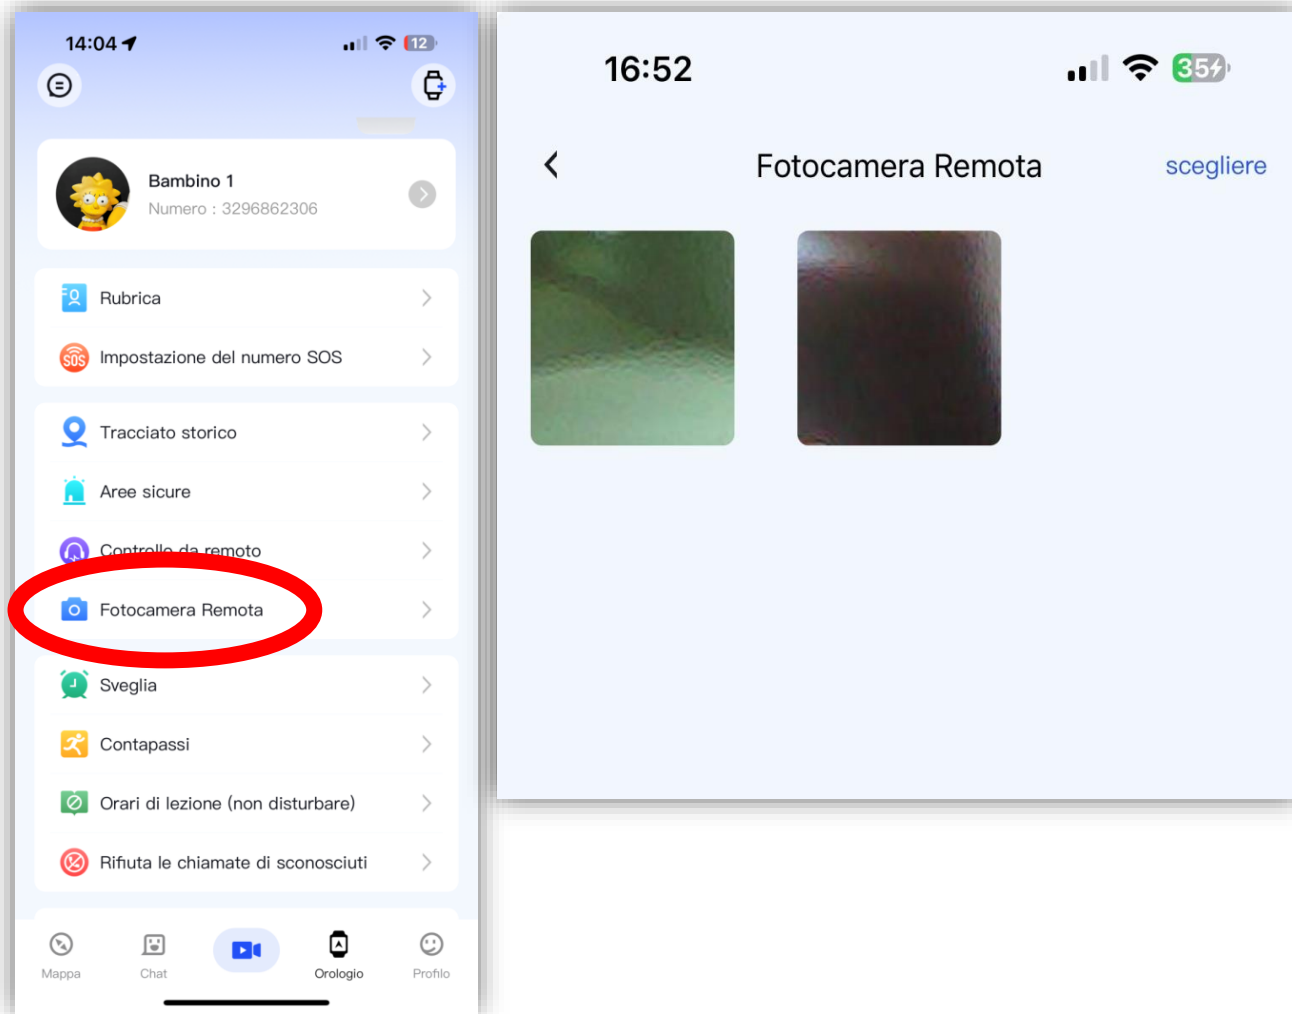 14:04
12
Bambino 1
Numero : 3296862306
Rubrica
SOS
Impostazione del numero SOS
Tracciato storico
Aree sicure
Controllo da remoto
Fotocamera Remota
Sveglia
Contapassi
Orari di lezione (non disturbare)
Rifiuta le chiamate di sconosciuti
Mappa
Chat
Orologio
Profilo
16:52
35
Fotocamera Remota
scegliere